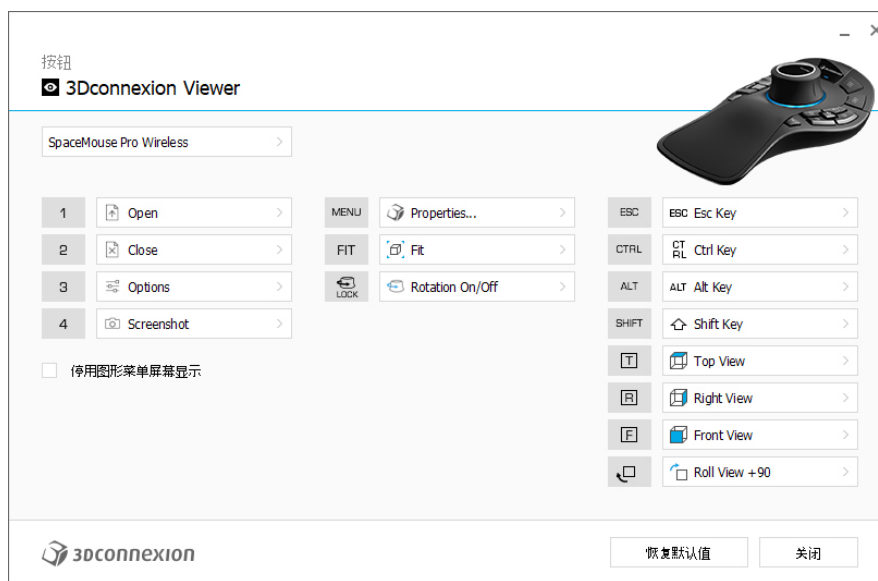 按钮
3Dconnexion Viewer
SpaceMouse Pro Wireless
1 Open
2 Close
3 Options
4 Screenshot
停用图形菜单屏幕显示
MENU Properties...
FIT Fit
LOCK Rotation On/Off
ESC ESC Esc Key
CTRL CTRL Ctrl Key
ALT ALT Alt Key
SHIFT Shift Key
T Top View
R Right View
F Front View
Roll View +90
3Dconnexion
恢复默认值
关闭